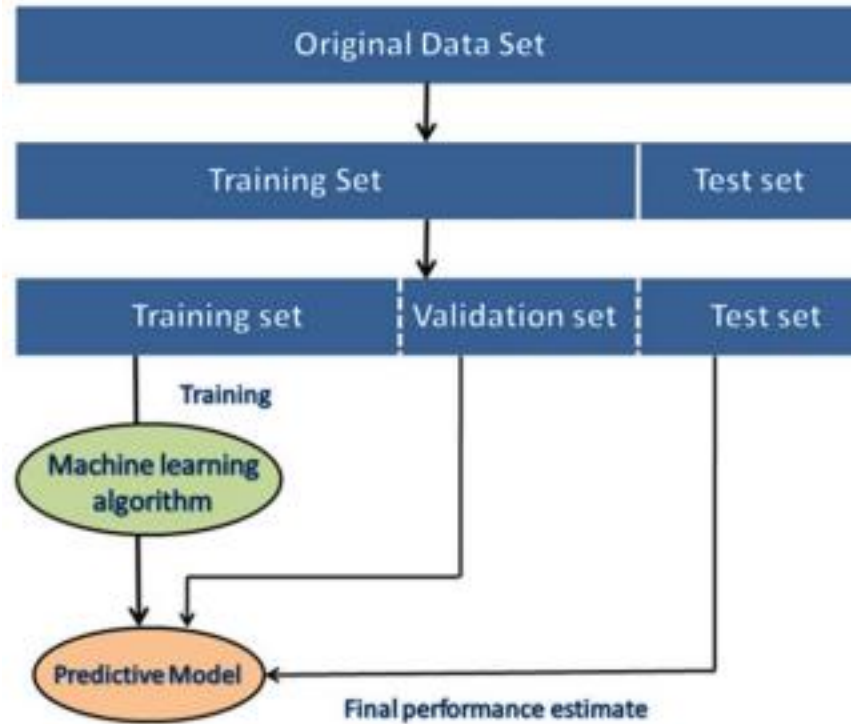 Original Data Set
Training Set
Test set
Training set
Validation set
Test set
Training
Machine learning
algorithm
Predictive Model
Final performance estimate